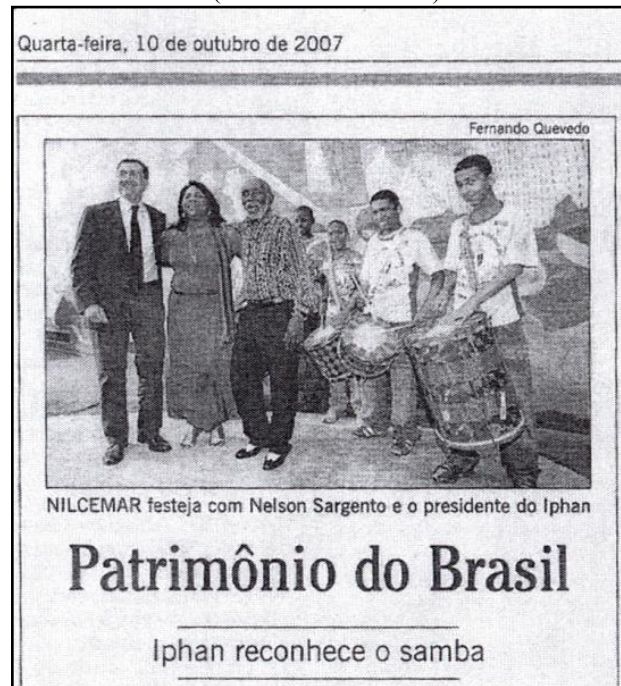 Quarta-feira, 10 de outubro de 2007
Fernando Quevedo
NILCEMAR festeja com Nelson Sargento e o presidente do Iphan
Patrimônio do Brasil
Iphan reconhece o samba